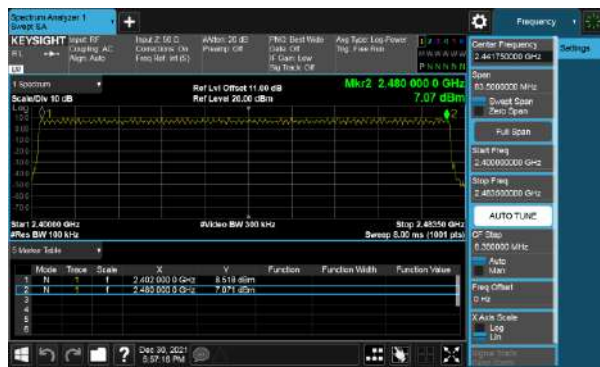 Spectrum Analyzer 1
Swept SA
Frequency
KEYSIGHT
Input: RF
Coupling: AC
Align: Auto
Input Z: 50 Ω
Corrections: On
Freq Ref: Int (S)
Atten: 20 dB
Preamp: Off
PNO: Best Wide
Gate: Off
IF Gain: Low
Sig Track: Off
Avg Type: Log-Power
Trig: Free Run
Center Frequency
2.441750000 GHz
Settings
Span
83.5000000 MHz
Swept Span
Zero Span
Full Span
Start Freq
2.400000000 GHz
Stop Freq
2.483500000 GHz
AUTO TUNE
CF Step
8.350000 MHz
Auto
Man
Freq Offset
0 Hz
X Axis Scale
Log
Lin
1 Spectrum
Scale/Div 10 dB
Ref Lvl Offset 11.00 dB
Ref Level 20.00 dBm
Mkr2 2.480 000 0 GHz
7.07 dBm
Log
Start 2.40000 GHz
#Res BW 100 kHz
#Video BW 300 kHz
Stop 2.48350 GHz
Sweep 8.00 ms (1001 pts)
5 Marker Table
Mode Trace Scale X Y Function Function Width Function Value
1 N 1 f 2.402 000 0 GHz 8.519 dBm
2 N 1 f 2.480 000 0 GHz 7.071 dBm
3
4
5
6
Dec 30, 2021
5:57:16 PM